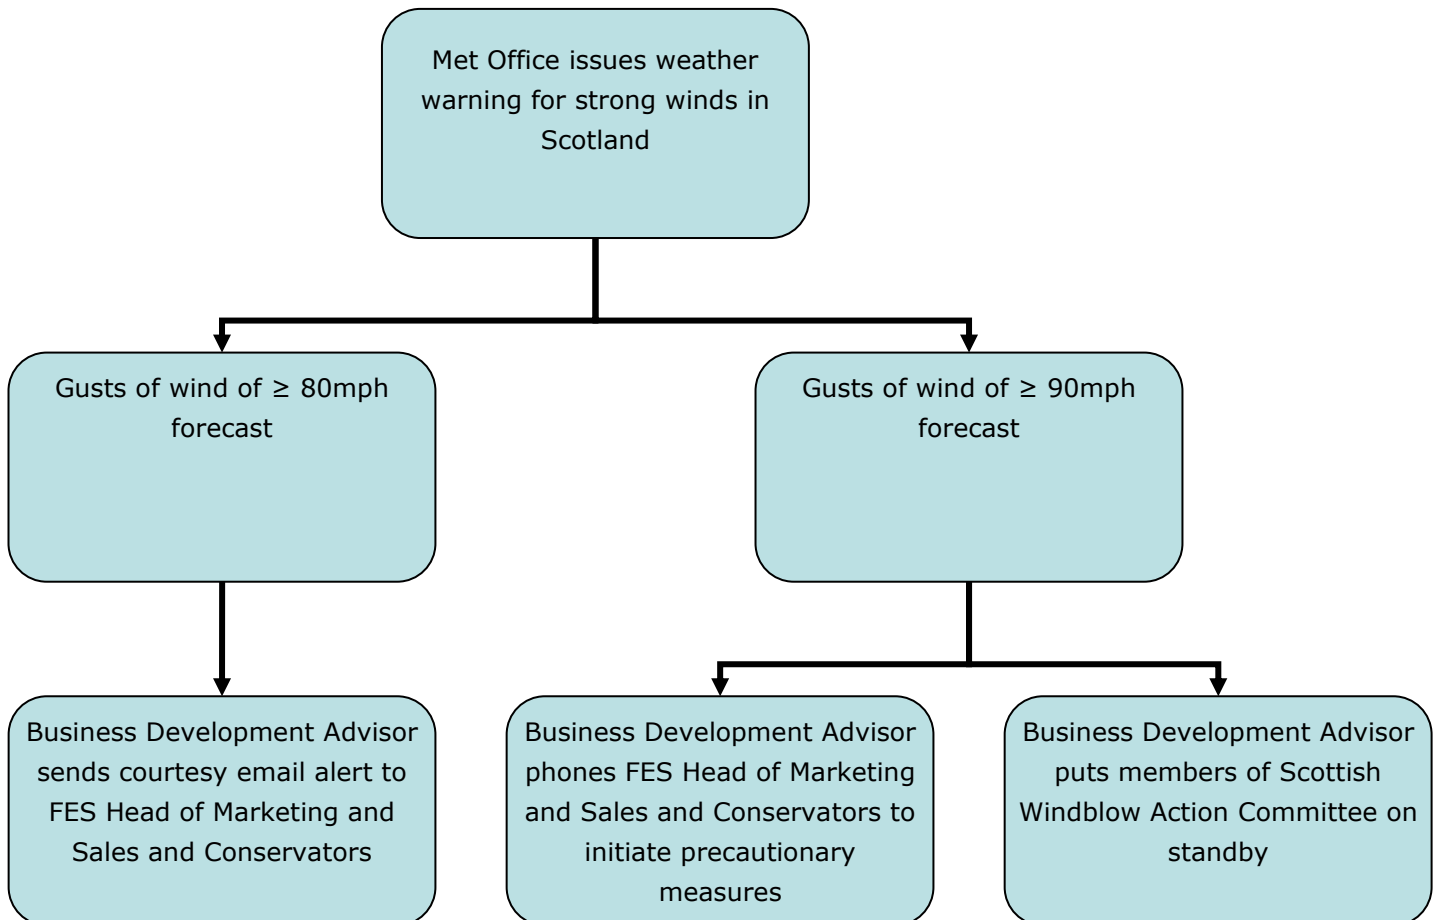 Met Office issues weather
warning for strong winds in
Scotland
Gusts of wind of ≥ 80mph
forecast
Gusts of wind of ≥ 90mph
forecast
Business Development Advisor
sends courtesy email alert to
FES Head of Marketing and
Sales and Conservators
Business Development Advisor
phones FES Head of Marketing
and Sales and Conservators to
initiate precautionary
measures
Business Development Advisor
puts members of Scottish
Windblow Action Committee on
standby